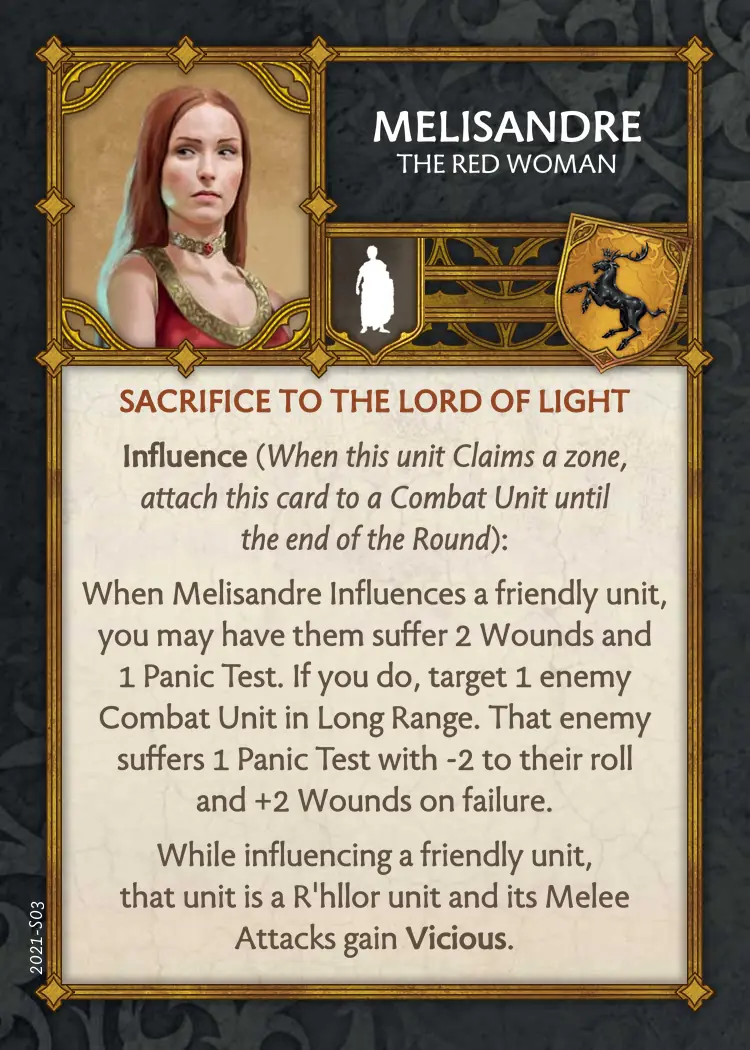 MELISANDRE
THE RED WOMAN
SACRIFICE TO THE LORD OF LIGHT
Influence (When this unit Claims a zone,
attach this card to a Combat Unit until
the end of the Round):
When Melisandre Influences a friendly unit,
you may have them suffer 2 Wounds and
1 Panic Test. If you do, target 1 enemy
Combat Unit in Long Range. That enemy
suffers 1 Panic Test with -2 to their roll
and +2 Wounds on failure.
While influencing a friendly unit,
that unit is a R'hllor unit and its Melee
Attacks gain Vicious.
2021-S03